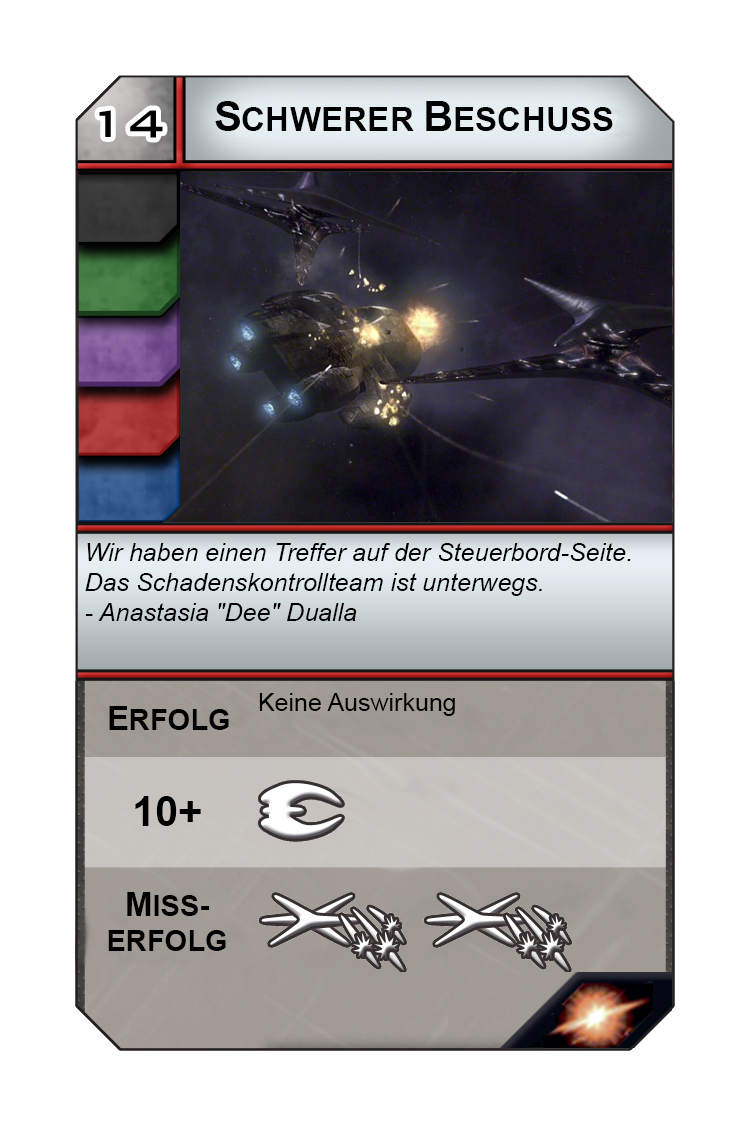 14
SCHWERER BESCHUSS
Wir haben einen Treffer auf der Steuerbord-Seite.
Das Schadenskontrollteam ist unterwegs.
- Anastasia "Dee" Dualla
ERFOLG
Keine Auswirkung
10+
MISS-
ERFOLG